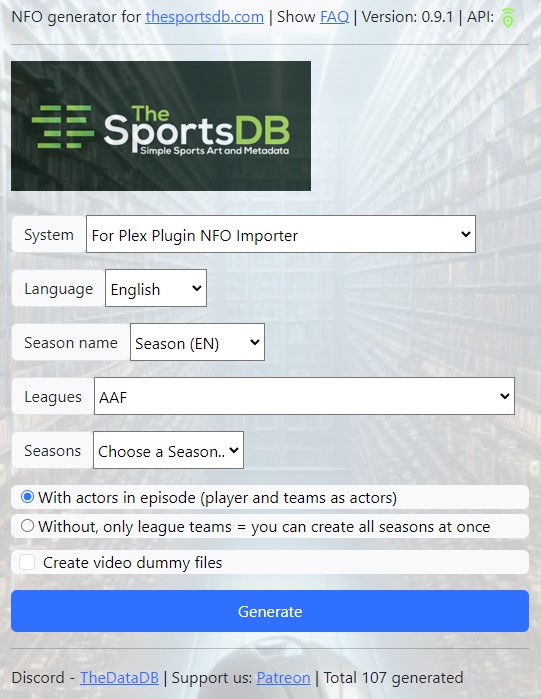 NFO generator for thesportsdb.com | Show FAQ | Version: 0.9.1 | API:
The
SportsDB
Simple Sports Art and Metadata
System For Plex Plugin NFO Importer
Language English
Season name Season (EN)
Leagues AAF
Seasons Choose a Season..
With actors in episode (player and teams as actors)
Without, only league teams = you can create all seasons at once
Create video dummy files
Generate
Discord - TheDataDB | Support us: Patreon | Total 107 generated